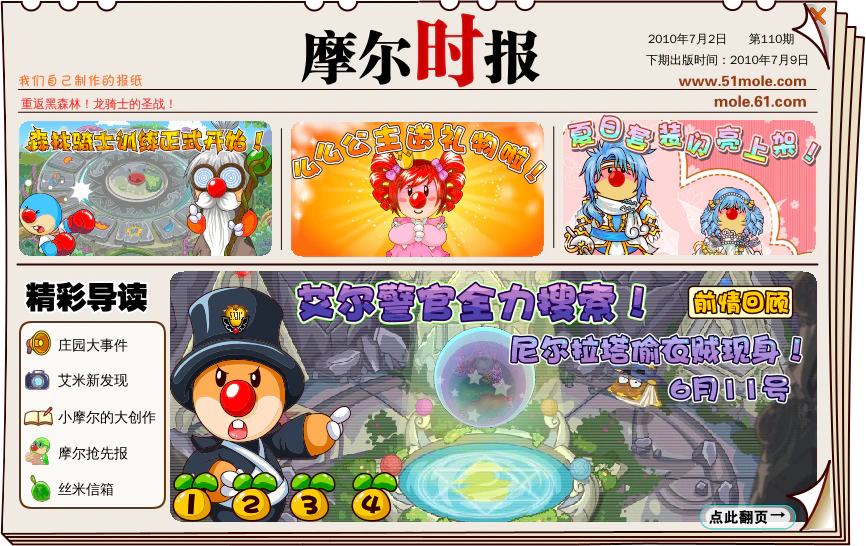 摩尔时报
2010年7月2日 第110期
下期出版时间：2010年7月9日
我们自己制作的报纸
www.51mole.com
重返黑森林！龙骑士的圣战！
mole.61.com
森林骑士训练正式开始！
么么公主送礼物啦！
夏日套装闪亮上架！
精彩导读
庄园大事件
艾米新发现
小摩尔的大创作
摩尔抢先报
丝米信箱
艾尔警官全力搜索！
前情回顾
尼尔拉塔偷衣贼现身！
6月11号
1 2 3 4
点此翻页→